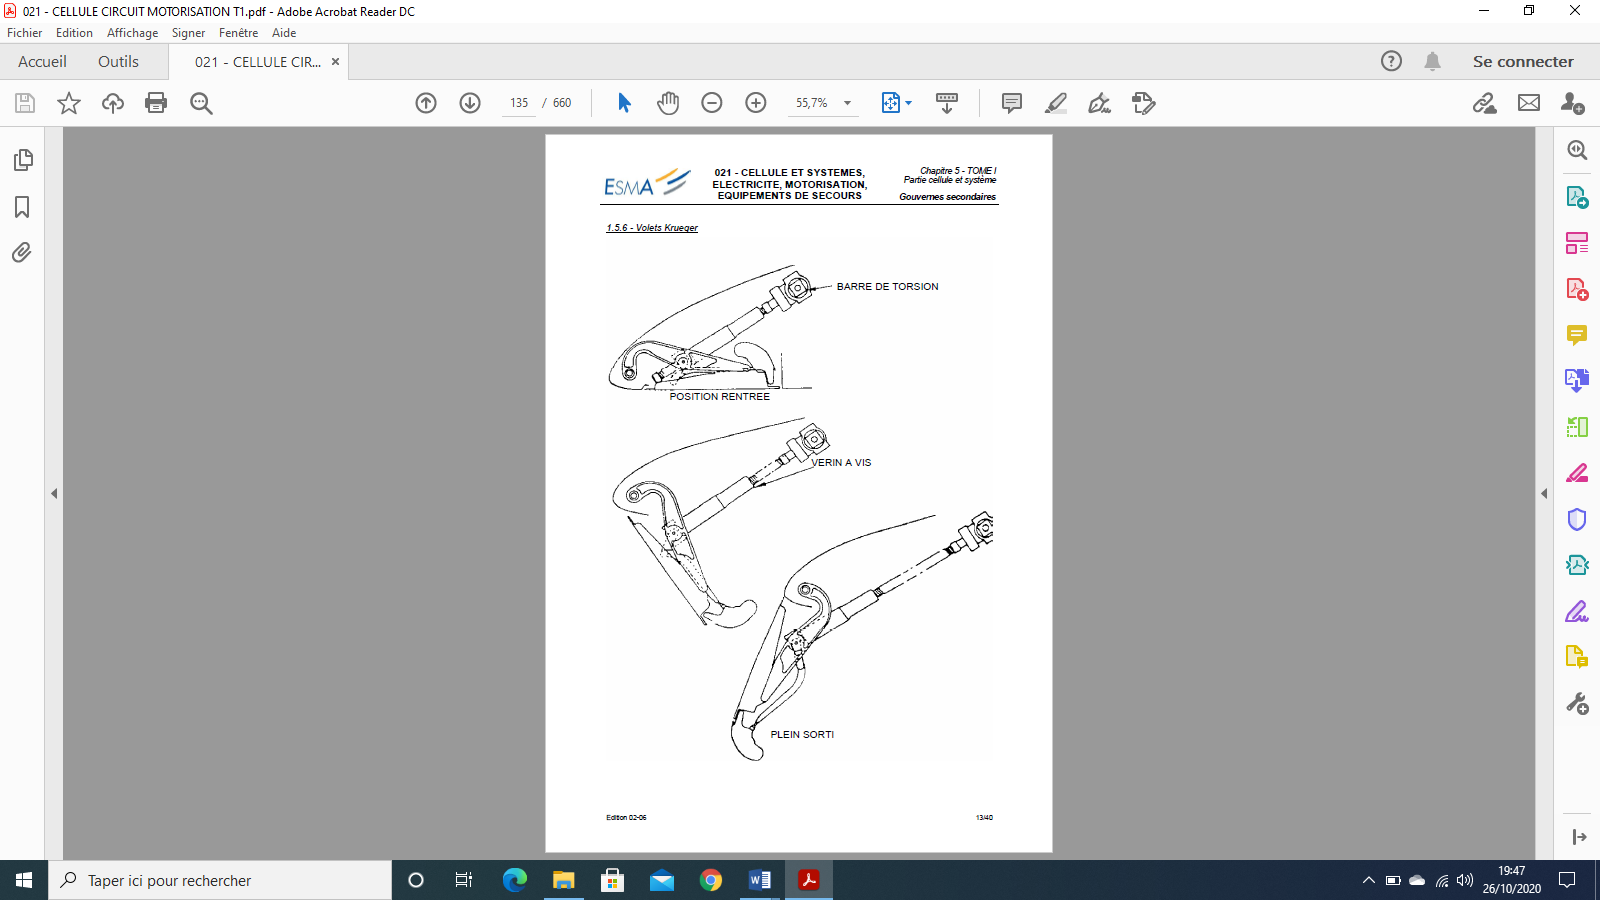 021 - CELLULE CIRCUIT MOTORISATION T1.pdf - Adobe Acrobat Reader DC
Fichier Edition Affichage Signer Fenêtre Aide
Accueil Outils 021 - CELLULE CIR... × Se connecter
135 / 660 55,7%
ESMA
021 - CELLULE ET SYSTEMES,
ELECTRICITE, MOTORISATION,
EQUIPEMENTS DE SECOURS
Chapitre 5 - TOME I
Partie cellule et système
Gouvernes secondaires
1.5.6 - Volets Krueger
BARRE DE TORSION
POSITION RENTREE
VERIN A VIS
PLEIN SORTI
Edition 02-06 13/40
Taper ici pour rechercher
19:47
26/10/2020